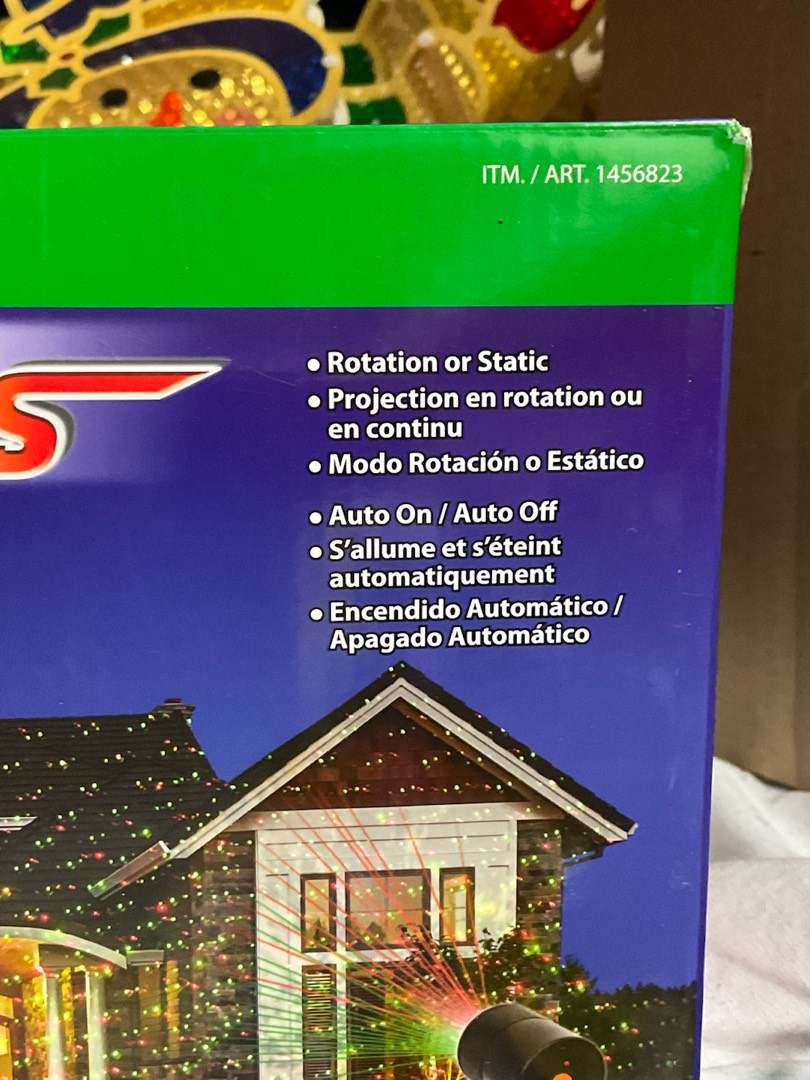 ITM. / ART. 1456823
S
• Rotation or Static
• Projection en rotation ou
en continu
• Modo Rotación o Estático
• Auto On / Auto Off
• S'allume et s'éteint
automatiquement
• Encendido Automático /
Apagado Automático